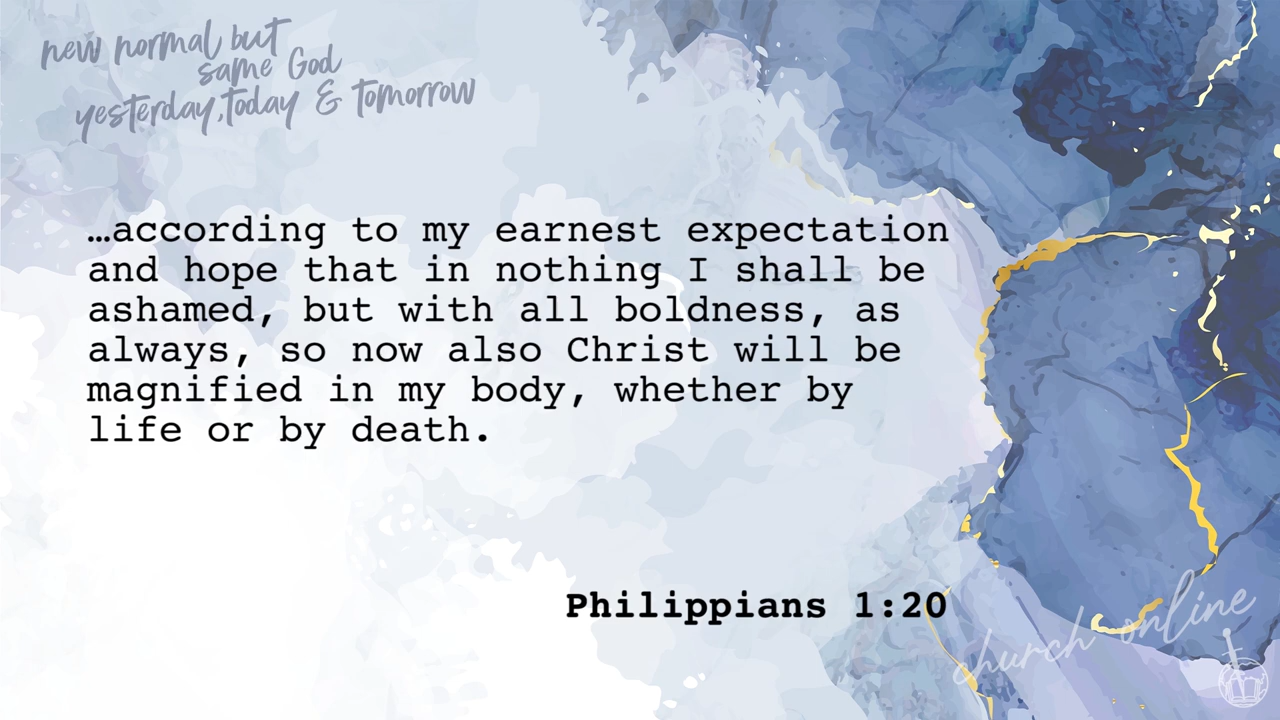 new normal but
same God
yesterday, today & tomorrow
…according to my earnest expectation
and hope that in nothing I shall be
ashamed, but with all boldness, as
always, so now also Christ will be
magnified in my body, whether by
life or by death.
Philippians 1:20
church online